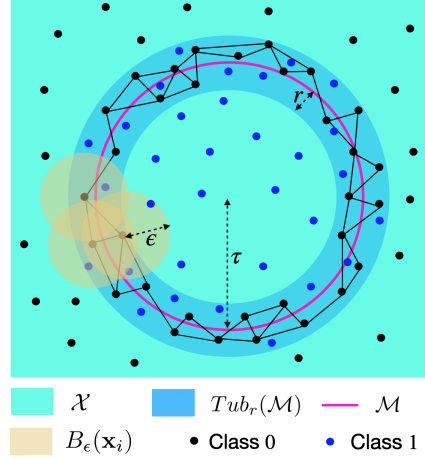 r
ϵ
τ
𝒳 Tub_r(ℳ) ℳ
B_ϵ(𝐱_i) Class 0 Class 1